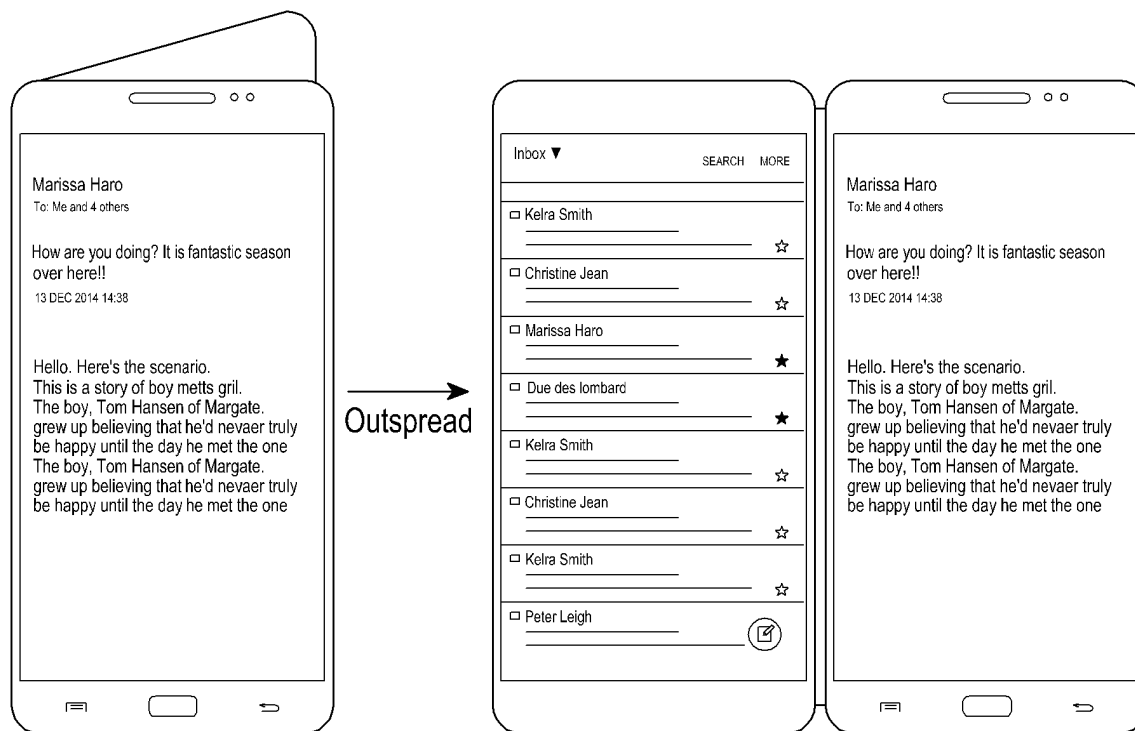 Marissa Haro
To: Me and 4 others
How are you doing? It is fantastic season
over here!!
13 DEC 2014 14:38
Hello. Here's the scenario.
This is a story of boy metts gril.
The boy, Tom Hansen of Margate.
grew up believing that he'd nevaer truly
be happy until the day he met the one
The boy, Tom Hansen of Margate.
grew up believing that he'd nevaer truly
be happy until the day he met the one
Outspread
Inbox ▼ SEARCH MORE
Kelra Smith
Christine Jean
Marissa Haro
Due des lombard
Kelra Smith
Christine Jean
Kelra Smith
Peter Leigh
Marissa Haro
To: Me and 4 others
How are you doing? It is fantastic season
over here!!
13 DEC 2014 14:38
Hello. Here's the scenario.
This is a story of boy metts gril.
The boy, Tom Hansen of Margate.
grew up believing that he'd nevaer truly
be happy until the day he met the one
The boy, Tom Hansen of Margate.
grew up believing that he'd nevaer truly
be happy until the day he met the one